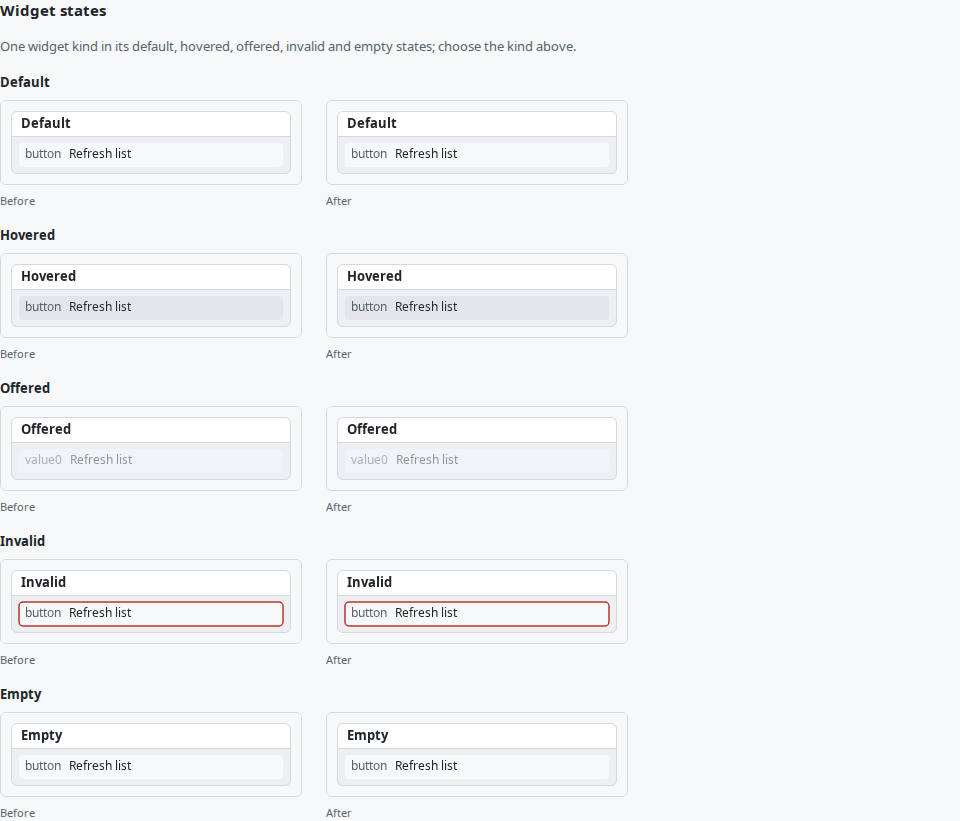 Widget states
One widget kind in its default, hovered, offered, invalid and empty states; choose the kind above.
Default
Default
button Refresh list
Before
Default
button Refresh list
After
Hovered
Hovered
button Refresh list
Before
Hovered
button Refresh list
After
Offered
Offered
value0 Refresh list
Before
Offered
value0 Refresh list
After
Invalid
Invalid
button Refresh list
Before
Invalid
button Refresh list
After
Empty
Empty
button Refresh list
Before
Empty
button Refresh list
After